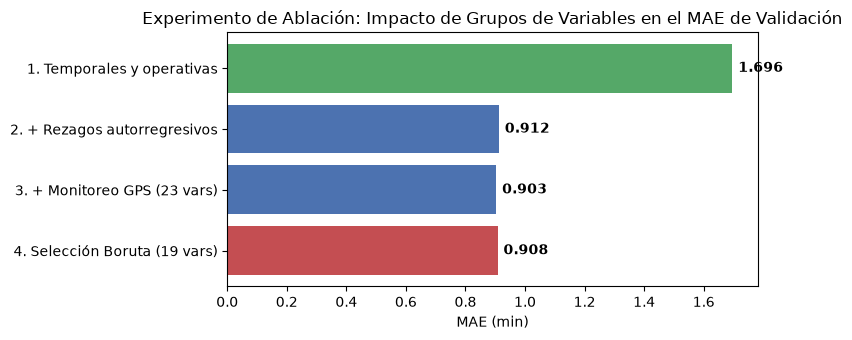 Experimento de Ablación: Impacto de Grupos de Variables en el MAE de Validación
1. Temporales y operativas
1.696
2. + Rezagos autorregresivos
0.912
3. + Monitoreo GPS (23 vars)
0.903
4. Selección Boruta (19 vars)
0.908
0.0 0.2 0.4 0.6 0.8 1.0 1.2 1.4 1.6
MAE (min)